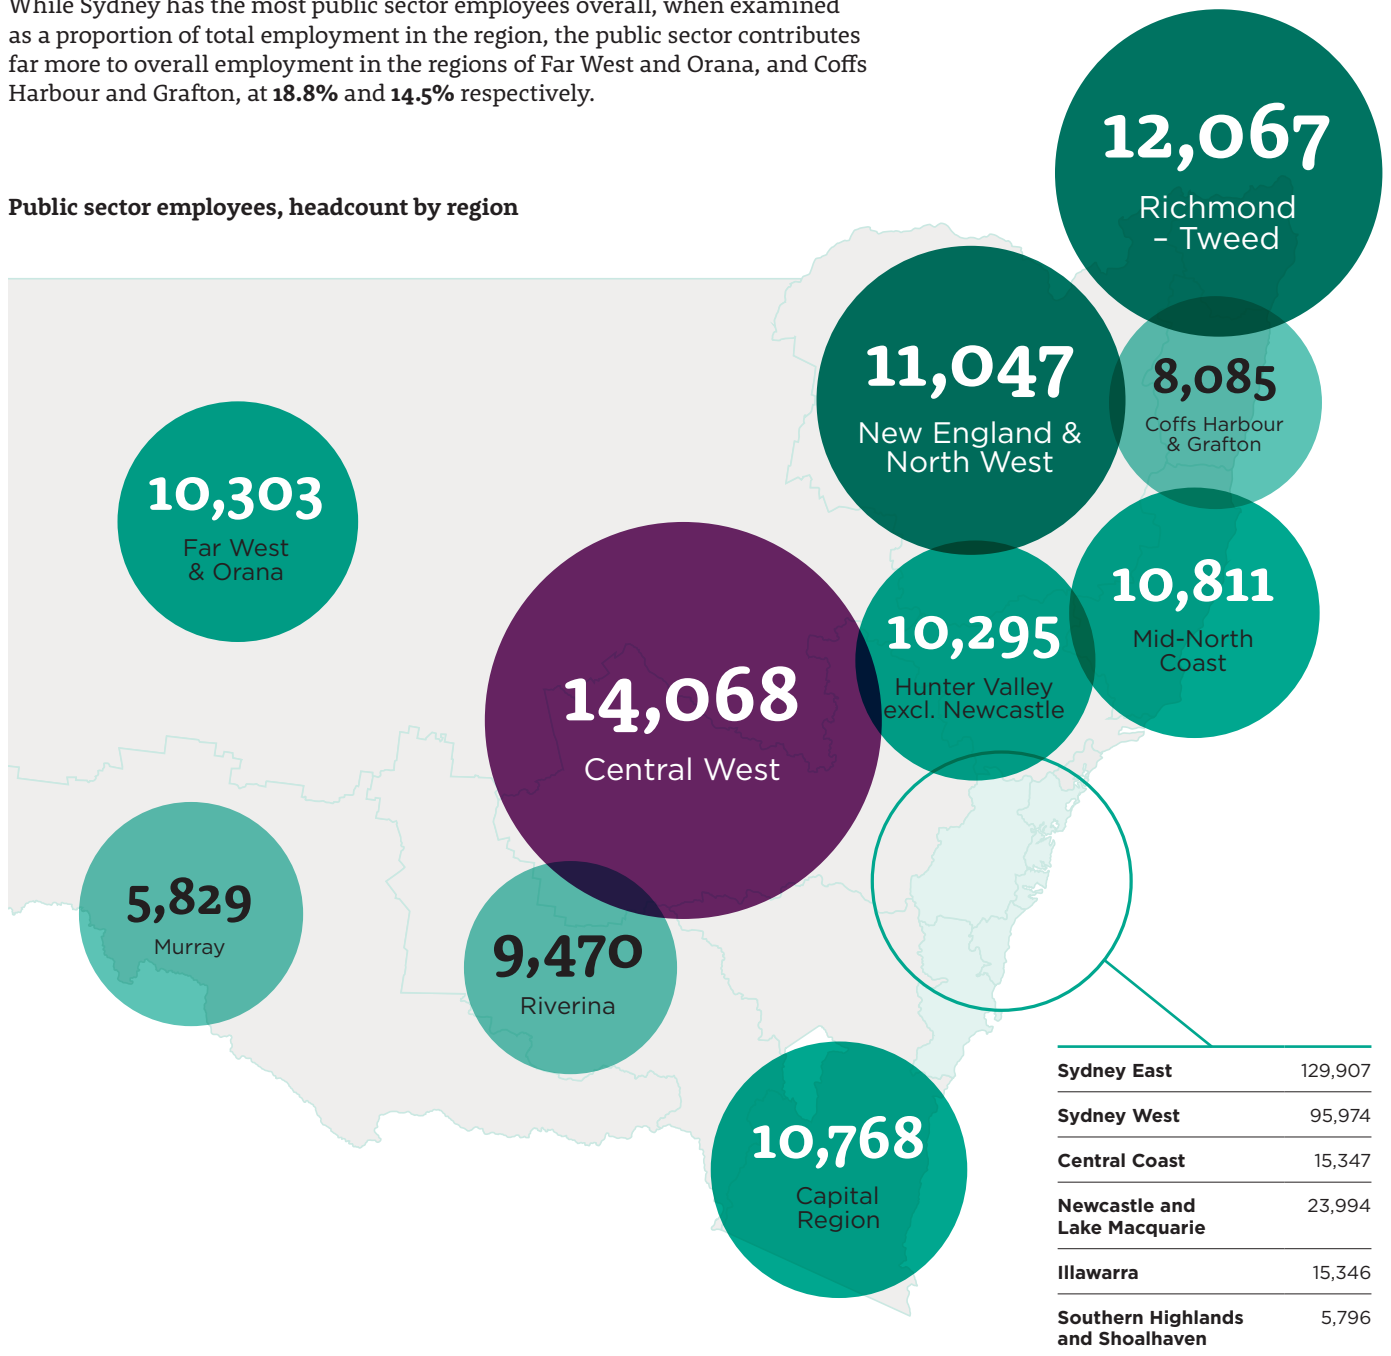 While Sydney has the most public sector employees overall, when examined
as a proportion of total employment in the region, the public sector contributes
far more to overall employment in the regions of Far West and Orana, and Coffs
Harbour and Grafton, at 18.8% and 14.5% respectively.
Public sector employees, headcount by region
12,067
Richmond
– Tweed
11,047
New England &
North West
8,085
Coffs Harbour
& Grafton
10,303
Far West
& Orana
10,811
Mid-North
Coast
10,295
Hunter Valley
excl. Newcastle
14,068
Central West
5,829
Murray
9,470
Riverina
10,768
Capital
Region
Sydney East 129,907
Sydney West 95,974
Central Coast 15,347
Newcastle and 23,994
Lake Macquarie
Illawarra 15,346
Southern Highlands 5,796
and Shoalhaven